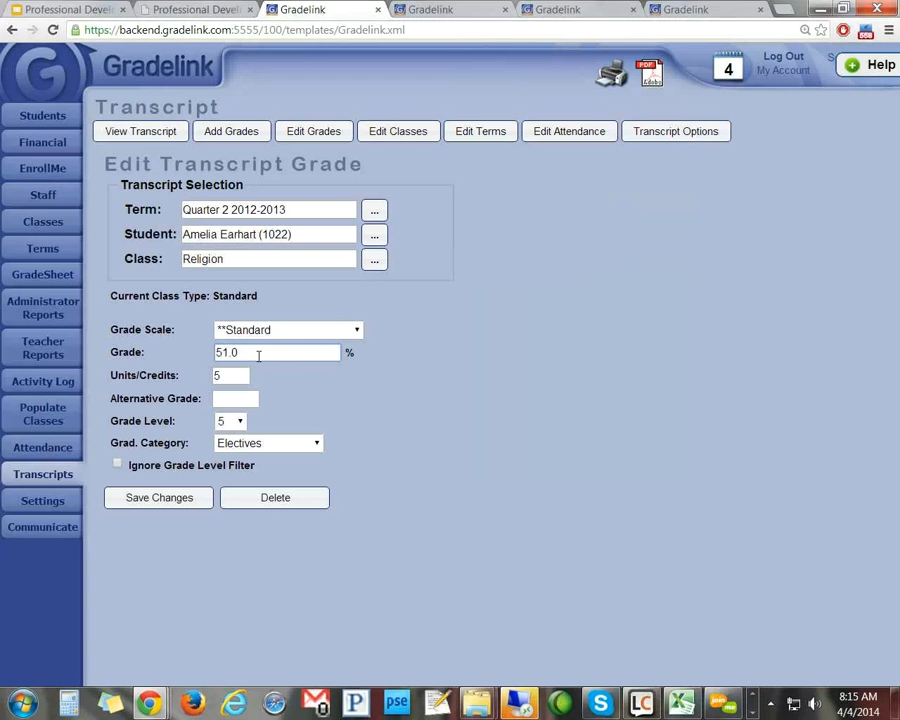 Professional Devel
Professional Devel
Gradelink
Gradelink
Gradelink
Gradelink
https://backend.gradelink.com:5555/100/templates/Gradelink.xml
558
G
Gradelink
PDF
Adobe
4
Log Out
My Account
S
Help
Transcript
View Transcript
Add Grades
Edit Grades
Edit Classes
Edit Terms
Edit Attendance
Transcript Options
Students
Financial
EnrollMe
Staff
Classes
Terms
GradeSheet
Administrator
Reports
Teacher
Reports
Activity Log
Populate
Classes
Attendance
Transcripts
Settings
Communicate
Edit Transcript Grade
Transcript Selection
Term: Quarter 2 2012-2013 ...
Student: Amelia Earhart (1022) ...
Class: Religion ...
Current Class Type: Standard
Grade Scale: **Standard
Grade: 51.0 %
Units/Credits: 5
Alternative Grade:
Grade Level: 5
Grad. Category: Electives
Ignore Grade Level Filter
Save Changes
Delete
P
pse
S
LC
8:15 AM
4/4/2014